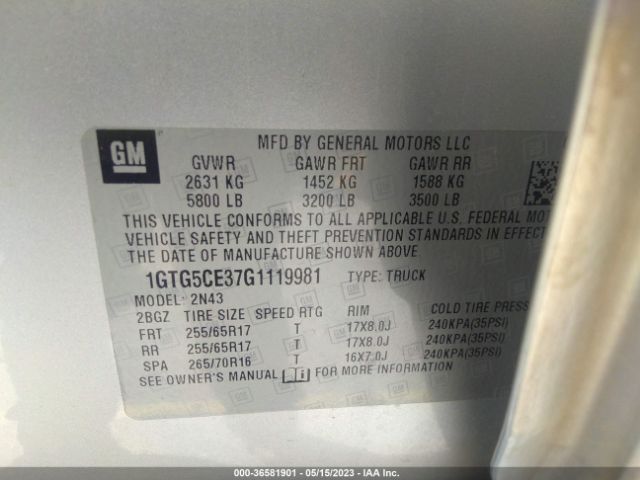 GM
MFD BY GENERAL MOTORS LLC
GVWR GAWR FRT GAWR RR
2631 KG 1452 KG 1588 KG
5800 LB 3200 LB 3500 LB
THIS VEHICLE CONFORMS TO ALL APPLICABLE U.S. FEDERAL MOT
VEHICLE SAFETY AND THEFT PREVENTION STANDARDS IN EFFECT
THE DATE OF MANUFACTURE SHOWN ABOVE
1GTG5CE37G1119981 TYPE: TRUCK
MODEL: 2N43
2BGZ TIRE SIZE SPEED RTG RIM COLD TIRE PRESS
FRT 255/65R17 T 17X8.0J 240KPA(35PSI)
RR 255/65R17 T 17X8.0J 240KPA(35PSI)
SPA 265/70R16 T 16X7.0J 240KPA(35PSI)
SEE OWNER'S MANUAL FOR MORE INFORMATION
000-36581901 - 05/15/2023 - IAA Inc.